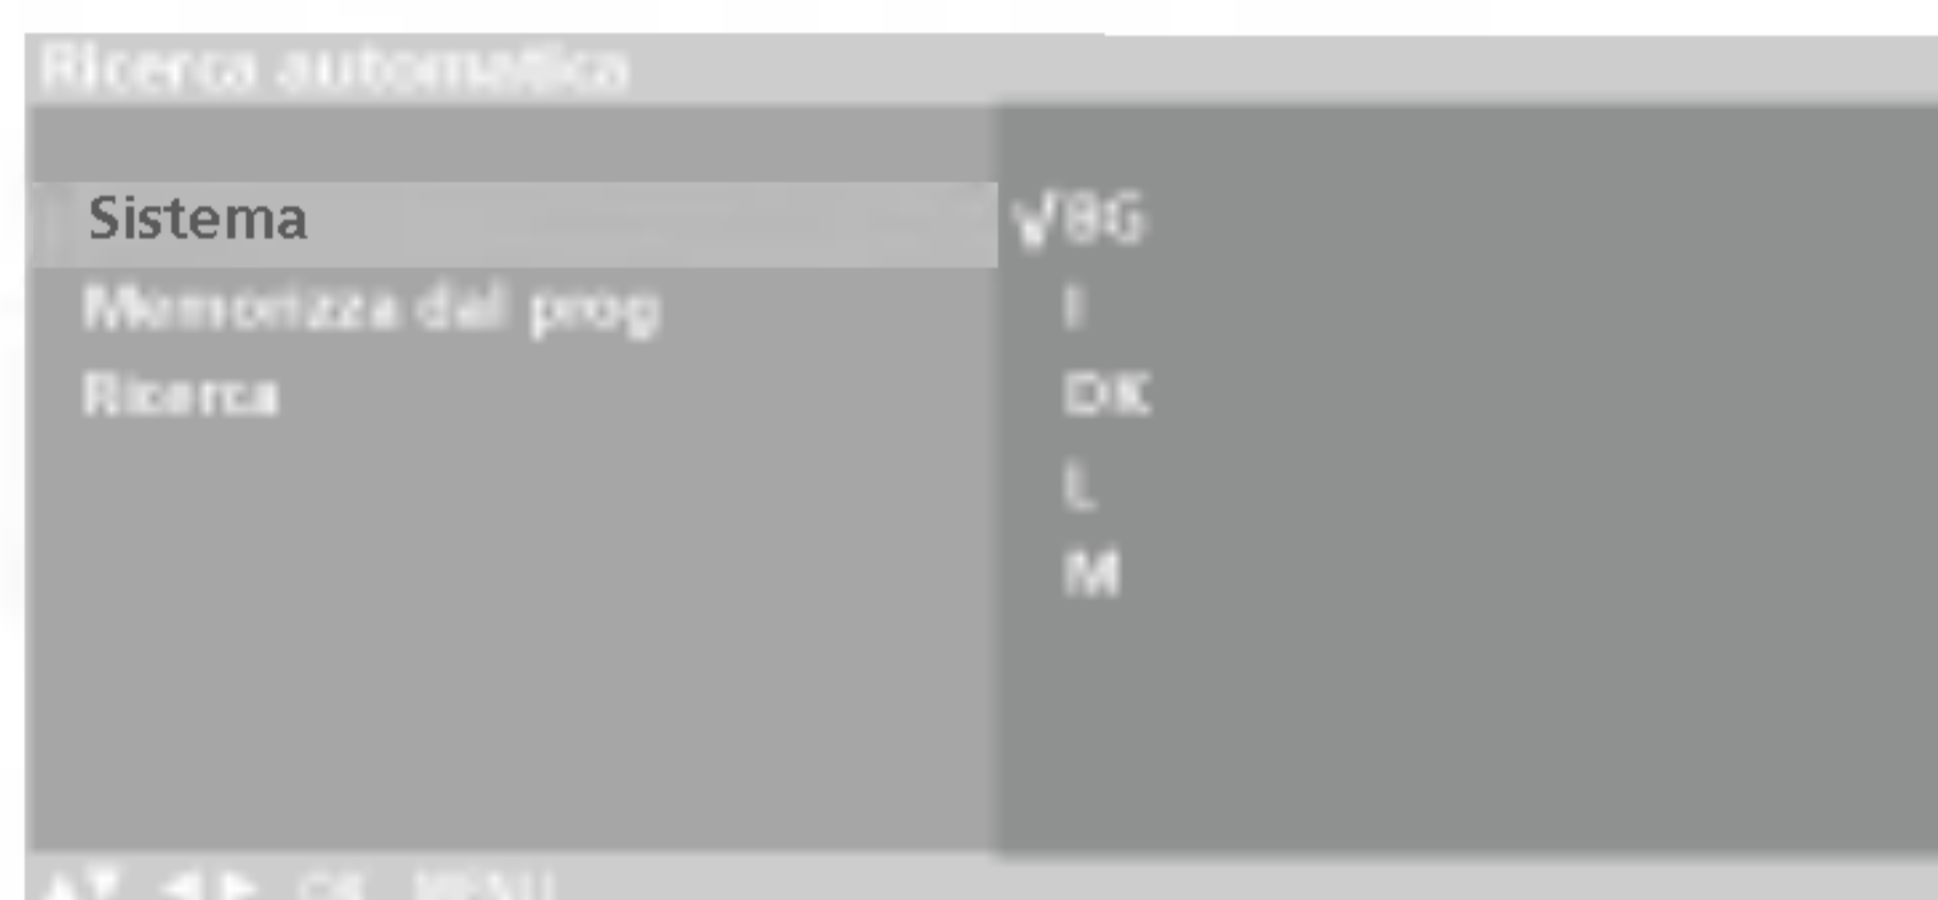 Ricerca automatica
Sistema √BG
Memorizza dal prog I
Ricerca DK
L
M
▲▼ ◀▶ OK MENU